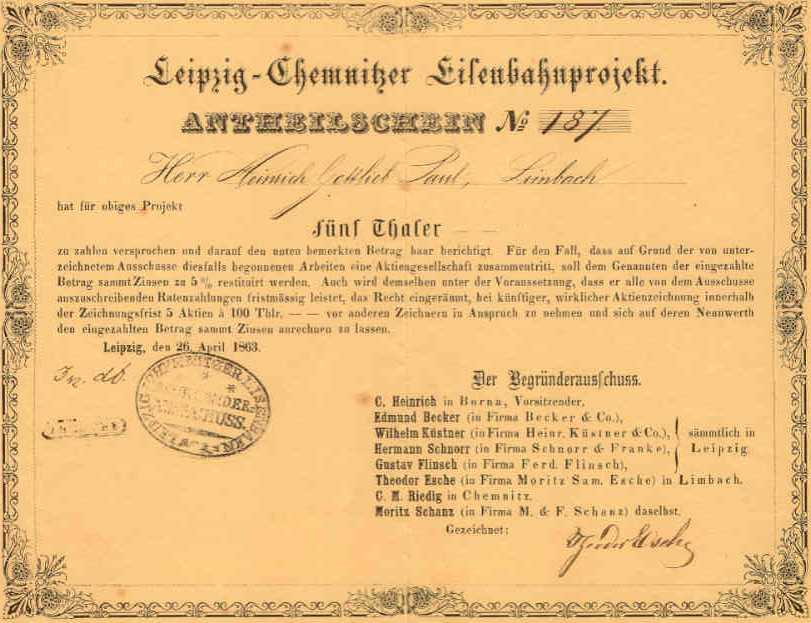 Leipzig-Chemnitzer Eisenbahnprojekt.
ANTHEILSCHEIN No 187
Herr Heinrich Gottlieb Paul, Limbach
hat für obiges Projekt
fünf Thaler — —
zu zahlen versprochen und darauf den unten bemerkten Betrag baar berichtigt. Für den Fall, dass auf Grund der von unter-
zeichnetem Ausschusse diesfalls begonnenen Arbeiten eine Aktiengesellschaft zusammentritt, soll dem Genannten der eingezahlte
Betrag sammt Zinsen zu 5% restituirt werden. Auch wird demselben unter der Voraussetzung, dass er alle von dem Ausschusse
auszuschreibenden Ratenzahlungen fristmässig leistet, das Recht eingeräumt, bei künftiger, wirklicher Aktienzeichnung innerhalb
der Zeichnungsfrist 5 Aktien à 100 Thlr. — — vor anderen Zeichnern in Anspruch zu nehmen und sich auf deren Nennwerth
den eingezahlten Betrag sammt Zinsen anrechnen zu lassen.
Leipzig, den 26. April 1863.
LEIPZIG-CHEMNITZER EISENBAHN
BEGRÜNDER-
AUSSCHUSS.
Der Begründerausschuss.
C. Heinrich in Borna, Vorsitzender,
Edmund Becker (in Firma Becker & Co.),
Wilhelm Küstner (in Firma Heinr. Küstner & Co.),
Hermann Schnorr (in Firma Schnorr & Franke),
Gustav Flinsch (in Firma Ferd. Flinsch),
sämmtlich in
Leipzig
Theodor Esche (in Firma Moritz Sam. Esche) in Limbach.
C. M. Riedig in Chemnitz.
Moritz Schanz (in Firma M. & F. Schanz) daselbst.
Gezeichnet:
Theodor Esche